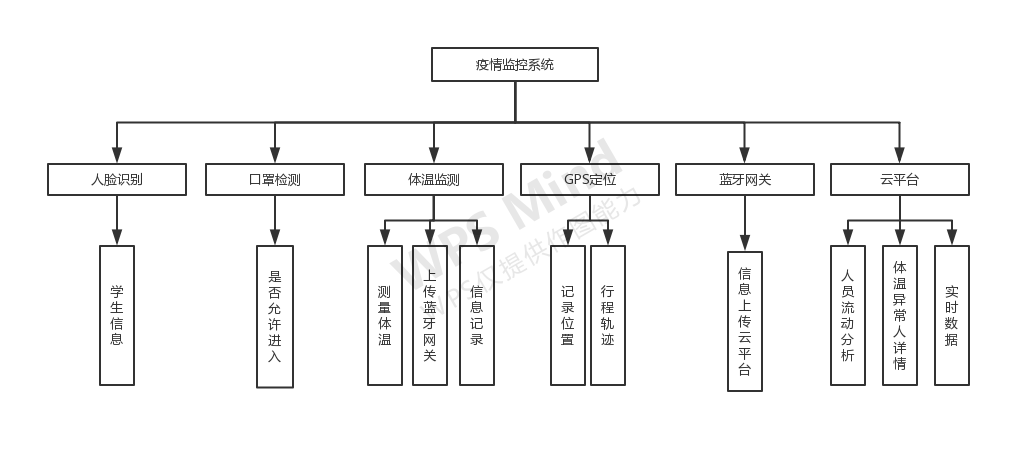 疫情监控系统
人脸识别
口罩检测
体温监测
GPS定位
蓝牙网关
云平台
学生信息
是否允许进入
测量体温
上传蓝牙网关
信息记录
记录位置
行程轨迹
信息上传云平台
人员流动分析
体温异常人详情
实时数据
WPS Mind
WPS仅提供作图能力